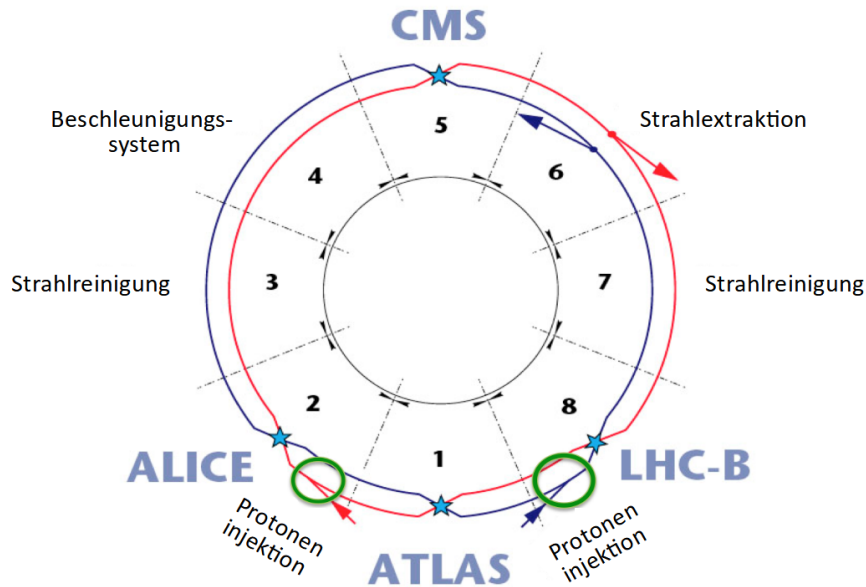 CMS
Beschleunigungs-
system
Strahlextraktion
5
4
6
Strahlreinigung
3
7
Strahlreinigung
2
8
ALICE
1
LHC-B
Protonen
injektion
Protonen
injektion
ATLAS